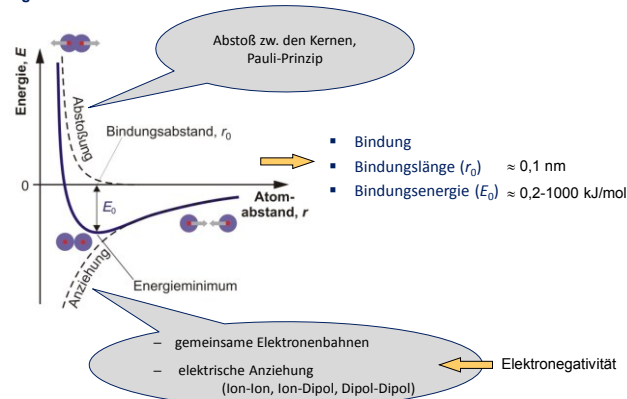 Abstoß zw. den Kernen,
Pauli-Prinzip
Energie, E
Abstoßung
Bindungsabstand, r₀
0
E₀
Atom-
abstand, r
Anziehung
Energieminimum
▪ Bindung
▪ Bindungslänge (r₀) ≈ 0,1 nm
▪ Bindungsenergie (E₀) ≈ 0,2-1000 kJ/mol
– gemeinsame Elektronenbahnen
– elektrische Anziehung
(Ion-Ion, Ion-Dipol, Dipol-Dipol)
Elektronegativität